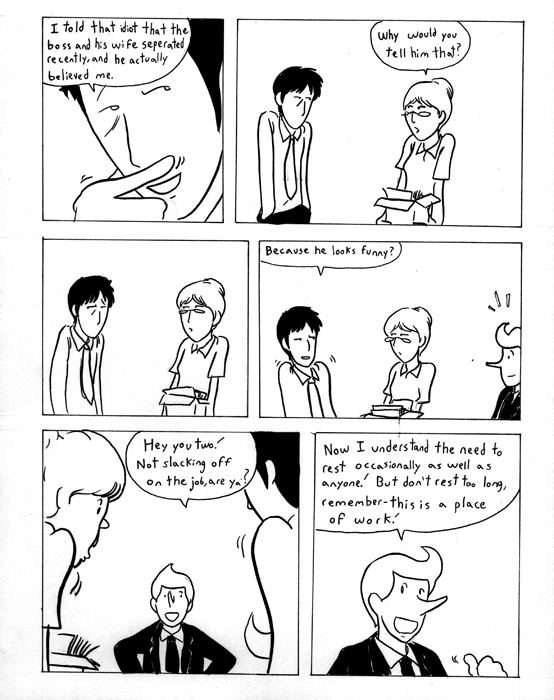 I told that idiot that the
boss and his wife seperated
recently, and he actually
believed me.
Why would you
tell him that?
Because he looks funny?
Hey you two!
Not slacking off
on the job, are ya?
Now I understand the need to
rest occasionally as well as
anyone! But don't rest too long,
remember-this is a place
of work!